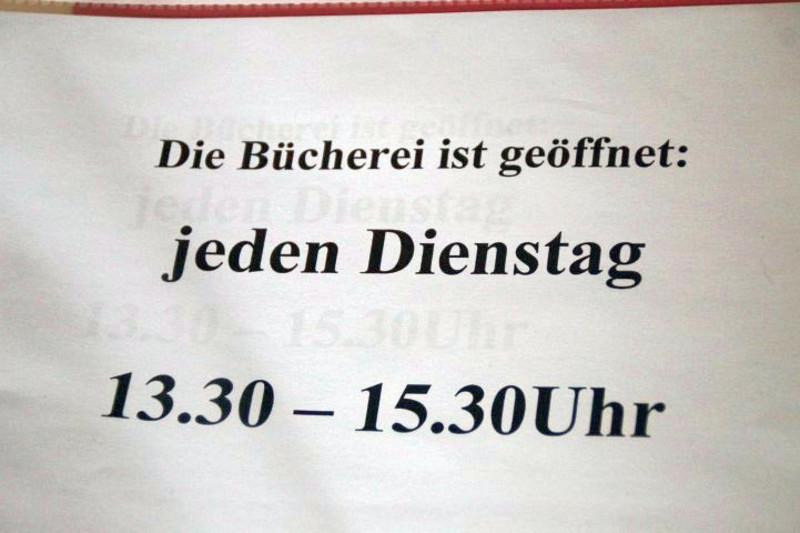 Die Bücherei ist geöffnet:
jeden Dienstag
13.30 – 15.30Uhr